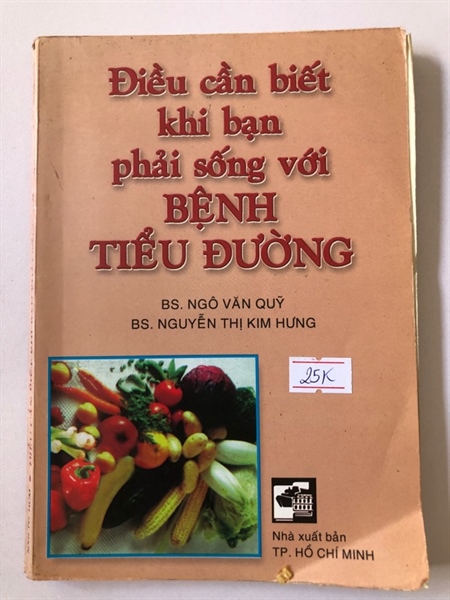 Điều cần biết
khi bạn
phải sống với
BỆNH
TIỂU ĐƯỜNG
BS. NGÔ VĂN QUỸ
BS. NGUYỄN THỊ KIM HƯNG
25K
Nhà xuất bản
TP. HỒ CHÍ MINH